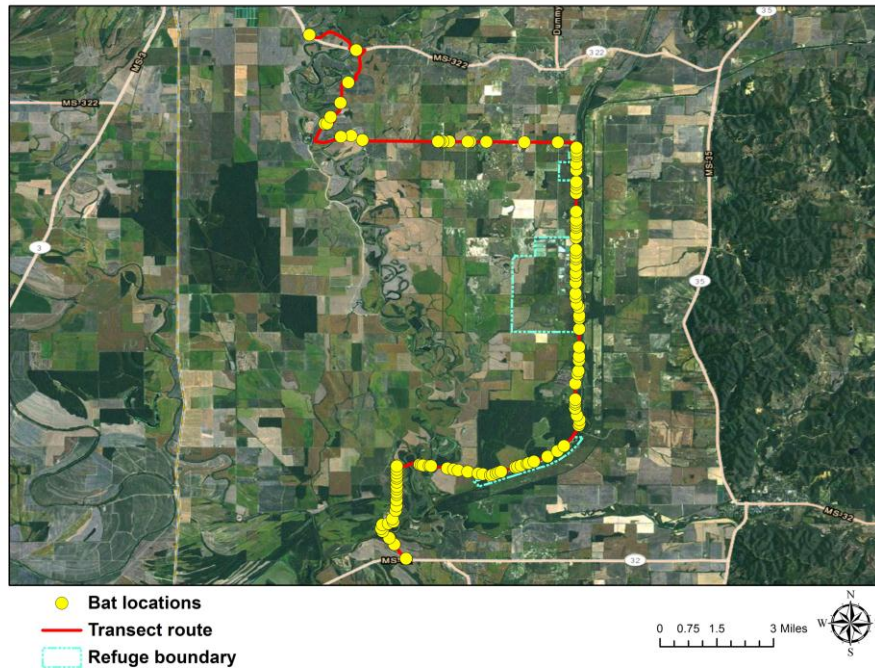 35
Dummy
MS-3
MS-322
322
MS-322
MS-35
3
35
MS-32
MS-
32
Bat locations
Transect route
Refuge boundary
N
W
E
S
0 0.75 1.5 3 Miles